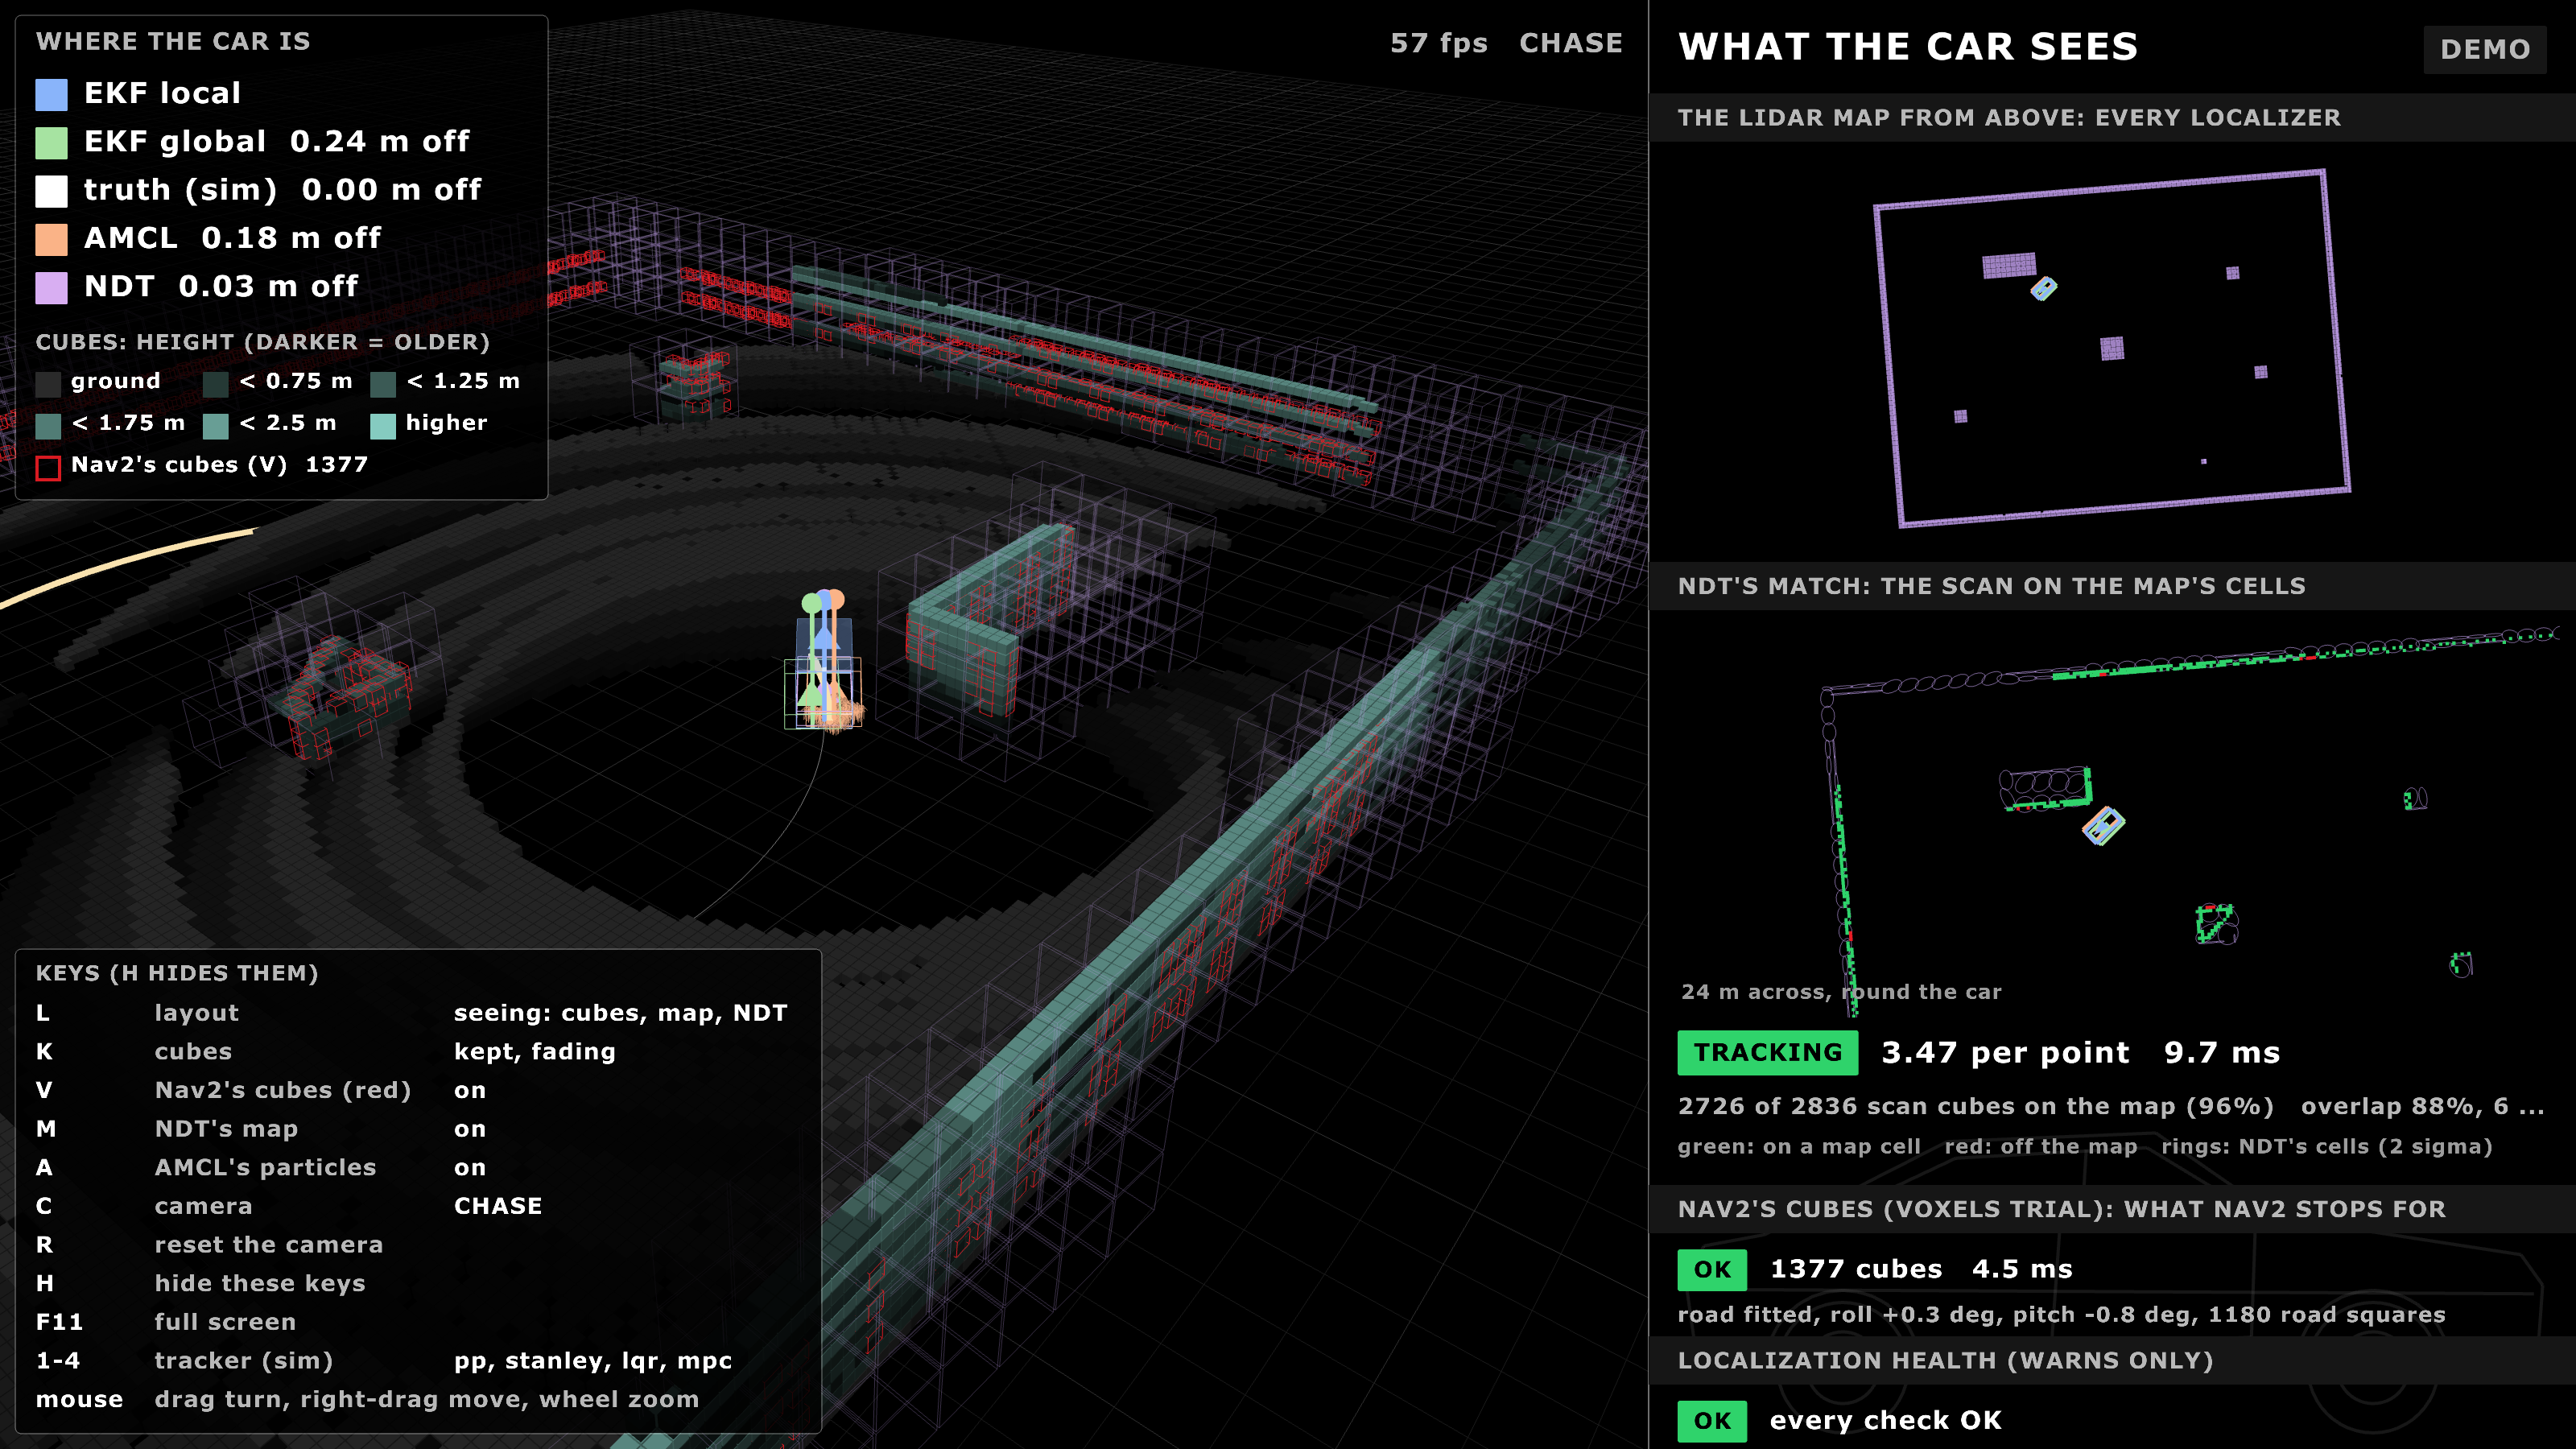 WHERE THE CAR IS
EKF local
EKF global 0.24 m off
truth (sim) 0.00 m off
AMCL 0.18 m off
NDT 0.03 m off
CUBES: HEIGHT (DARKER = OLDER)
ground < 0.75 m < 1.25 m
< 1.75 m < 2.5 m higher
Nav2's cubes (V) 1377
57 fps CHASE
KEYS (H HIDES THEM)
L layout seeing: cubes, map, NDT
K cubes kept, fading
V Nav2's cubes (red) on
M NDT's map on
A AMCL's particles on
C camera CHASE
R reset the camera
H hide these keys
F11 full screen
1-4 tracker (sim) pp, stanley, lqr, mpc
mouse drag turn, right-drag move, wheel zoom
WHAT THE CAR SEES DEMO
THE LIDAR MAP FROM ABOVE: EVERY LOCALIZER
NDT'S MATCH: THE SCAN ON THE MAP'S CELLS
24 m across, round the car
TRACKING 3.47 per point 9.7 ms
2726 of 2836 scan cubes on the map (96%) overlap 88%, 6 ...
green: on a map cell red: off the map rings: NDT's cells (2 sigma)
NAV2'S CUBES (VOXELS TRIAL): WHAT NAV2 STOPS FOR
OK 1377 cubes 4.5 ms
road fitted, roll +0.3 deg, pitch -0.8 deg, 1180 road squares
LOCALIZATION HEALTH (WARNS ONLY)
OK every check OK